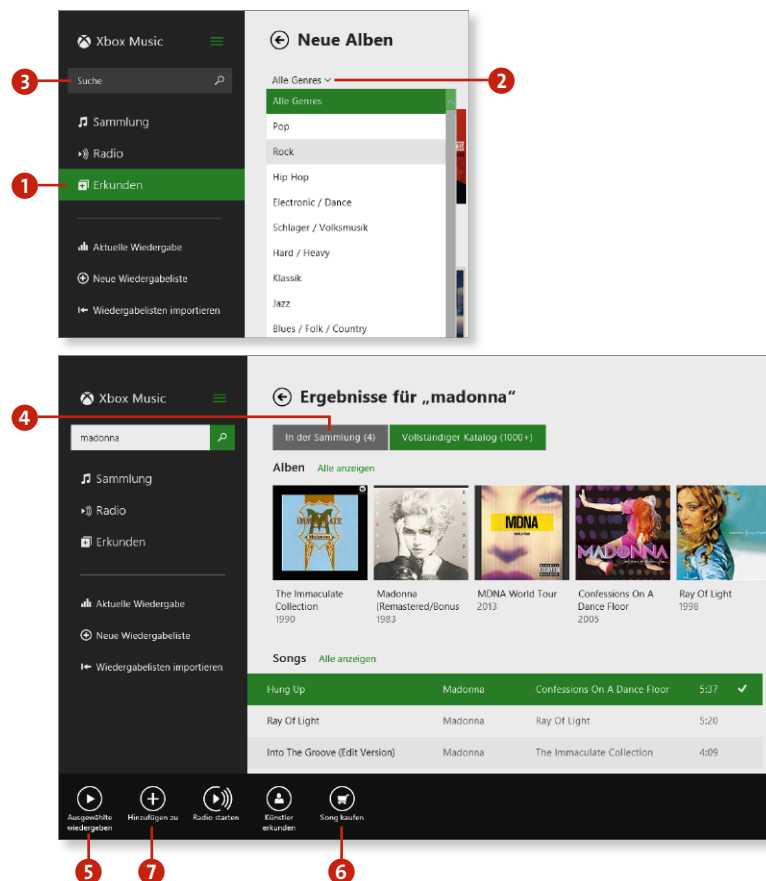 Xbox Music
Neue Alben
3
Suche
Alle Genres
2
Alle Genres
Sammlung
Pop
Radio
Rock
1
Erkunden
Hip Hop
Electronic / Dance
Schlager / Volksmusik
Aktuelle Wiedergabe
Hard / Heavy
Neue Wiedergabeliste
Klassik
Wiedergabelisten importieren
Jazz
Blues / Folk / Country
Xbox Music
Ergebnisse für „madonna“
4
madonna
In der Sammlung (4)
Vollständiger Katalog (1000+)
Alben Alle anzeigen
Sammlung
Radio
Erkunden
IMMACULATE
Madonna
MDNA
WORLD TOUR
MADONNA
The Immaculate
Collection
1990
Madonna
(Remastered/Bonus
1983
MDNA World Tour
2013
Confessions On A
Dance Floor
2005
Ray Of Light
1998
Aktuelle Wiedergabe
Neue Wiedergabeliste
Wiedergabelisten importieren
Songs Alle anzeigen
Hung Up Madonna Confessions On A Dance Floor 5:37
Ray Of Light Madonna Ray Of Light 5:20
Into The Groove (Edit Version) Madonna The Immaculate Collection 4:09
Ausgewählte
wiedergeben
Hinzufügen zu
Radio starten
Künstler
erkunden
Song kaufen
5
7
6